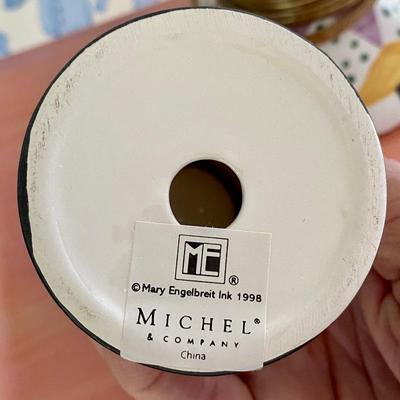 ME®
© Mary Engelbreit Ink 1998
MICHEL®
& COMPANY
China